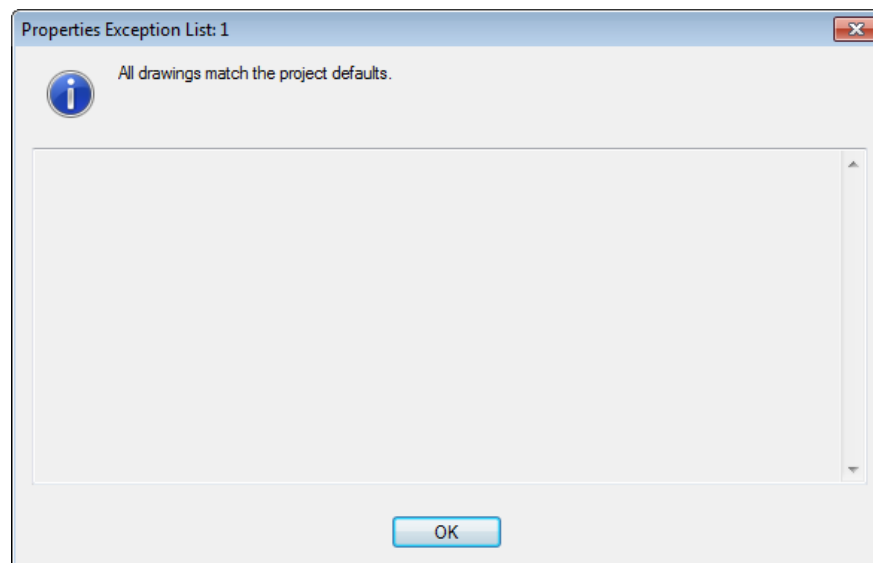 Properties Exception List: 1
All drawings match the project defaults.
OK